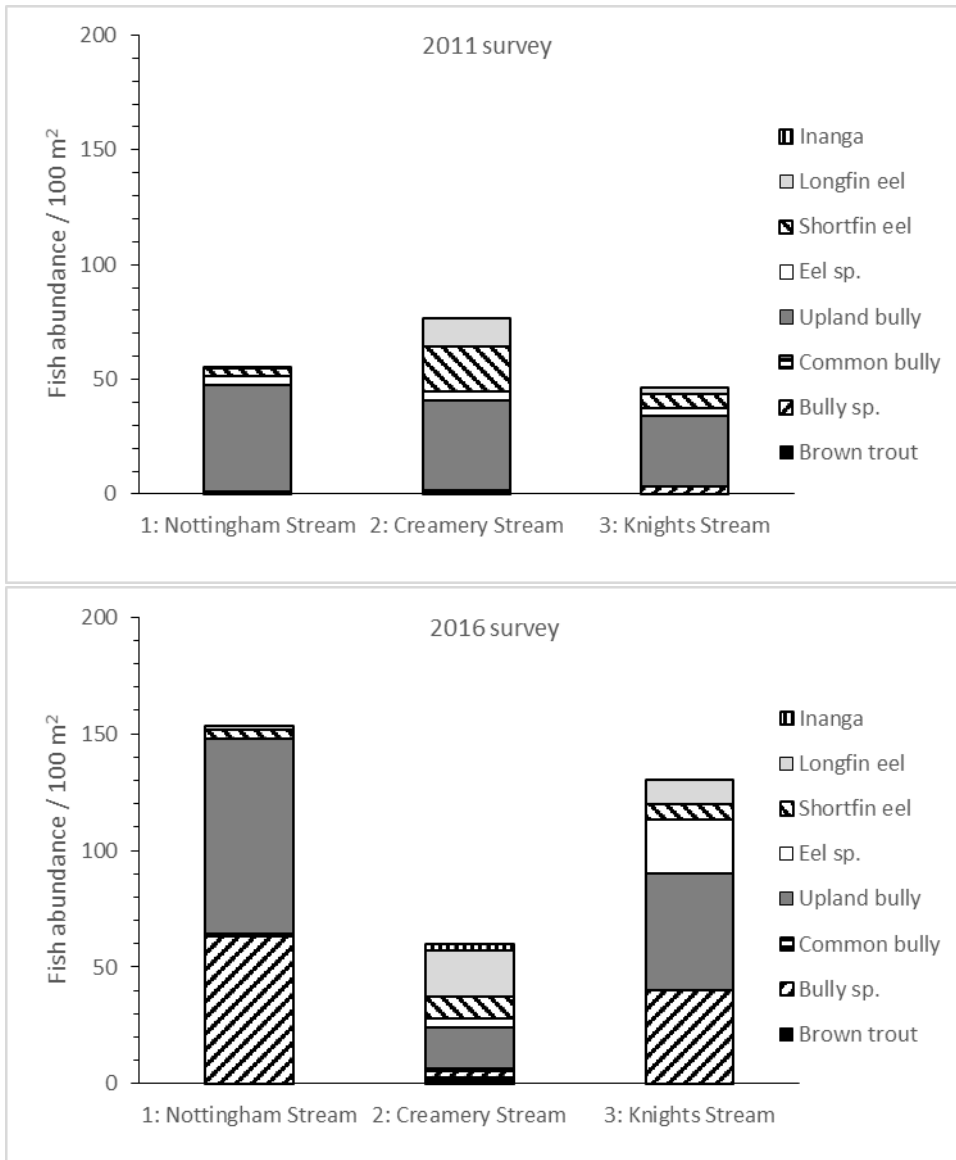 2011 survey
Fish abundance / 100 m²
200
150
100
50
0
Inanga
Longfin eel
Shortfin eel
Eel sp.
Upland bully
Common bully
Bully sp.
Brown trout
1: Nottingham Stream 2: Creamery Stream 3: Knights Stream
2016 survey
Fish abundance / 100 m²
200
150
100
50
0
Inanga
Longfin eel
Shortfin eel
Eel sp.
Upland bully
Common bully
Bully sp.
Brown trout
1: Nottingham Stream 2: Creamery Stream 3: Knights Stream